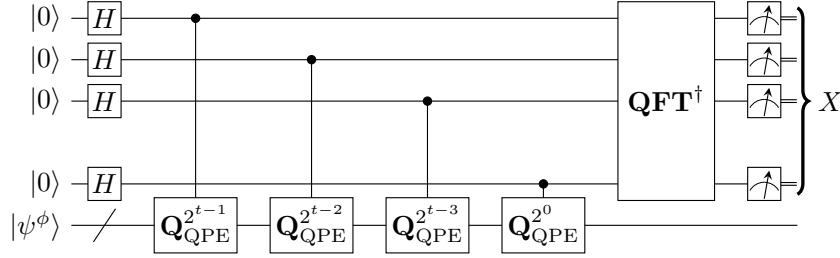 |0⟩ H
|0⟩ H
|0⟩ H QFT† X
|0⟩ H
|ψ^ϕ⟩ Q_QPE^{2^{t−1}} Q_QPE^{2^{t−2}} Q_QPE^{2^{t−3}} Q_QPE^{2^0}